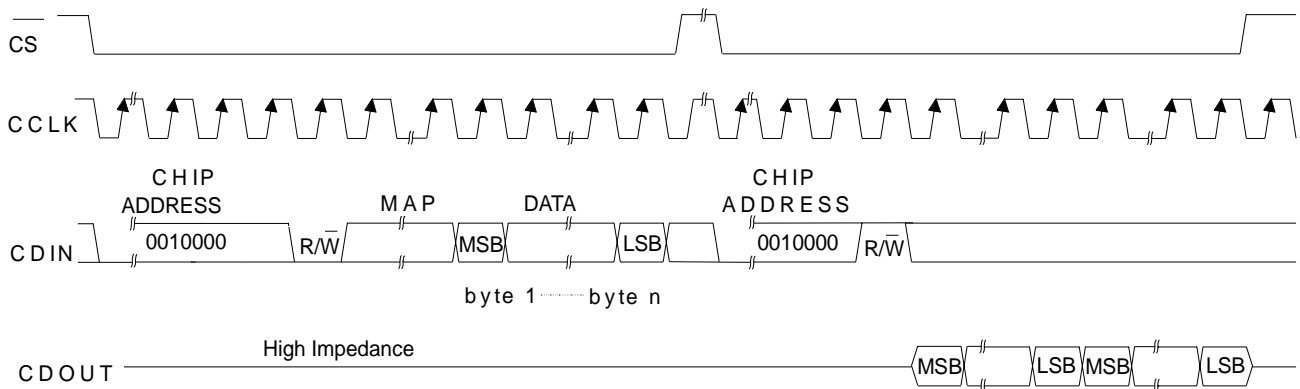 CS
CCLK
CHIP
ADDRESS
MAP
DATA
CHIP
ADDRESS
CDIN
0010000
R/W
MSB
LSB
0010000
R/W
byte 1
byte n
High Impedance
CDOUT
MSB
LSB
MSB
LSB